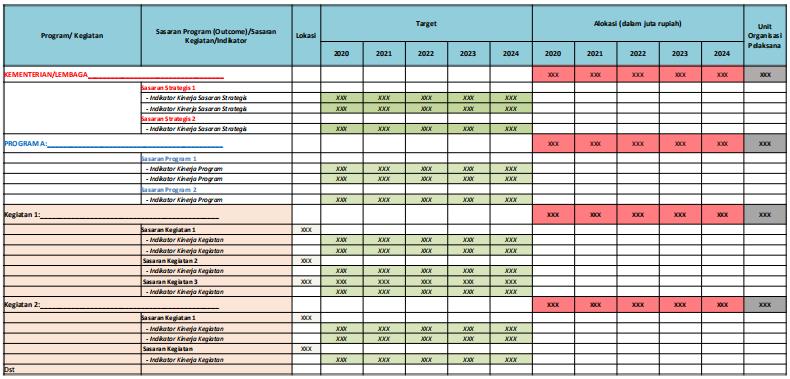 Program/ Kegiatan
Sasaran Program (Outcome)/Sasaran Kegiatan/Indikator
Lokasi
Target
Alokasi (dalam juta rupiah)
Unit Organisasi Pelaksana
2020 2021 2022 2023 2024 2020 2021 2022 2023 2024
KEMENTERIAN/LEMBAGA XXX XXX XXX XXX XXX XXX
Sasaran Strategis 1
- Indikator Kinerja Sasaran Strategis XXX XXX XXX XXX XXX
- Indikator Kinerja Sasaran Strategis XXX XXX XXX XXX XXX
Sasaran Strategis 2
- Indikator Kinerja Sasaran Strategis XXX XXX XXX XXX XXX
PROGRAM A: XXX XXX XXX XXX XXX XXX
Sasaran Program 1
- Indikator Kinerja Program XXX XXX XXX XXX XXX
- Indikator Kinerja Program XXX XXX XXX XXX XXX
Sasaran Program 2
- Indikator Kinerja Program XXX XXX XXX XXX XXX
Kegiatan 1: XXX XXX XXX XXX XXX XXX
Sasaran Kegiatan 1 XXX
- Indikator Kinerja Kegiatan XXX XXX XXX XXX XXX
- Indikator Kinerja Kegiatan XXX XXX XXX XXX XXX
Sasaran Kegiatan 2 XXX
- Indikator Kinerja Kegiatan XXX XXX XXX XXX XXX
Sasaran Kegiatan 3 XXX XXX XXX XXX XXX XXX
- Indikator Kinerja Kegiatan XXX XXX XXX XXX XXX
Kegiatan 2: XXX XXX XXX XXX XXX XXX
Sasaran Kegiatan 1 XXX
- Indikator Kinerja Kegiatan XXX XXX XXX XXX XXX
- Indikator Kinerja Kegiatan XXX XXX XXX XXX XXX
Sasaran Kegiatan XXX
- Indikator Kinerja Kegiatan XXX XXX XXX XXX XXX
Dst